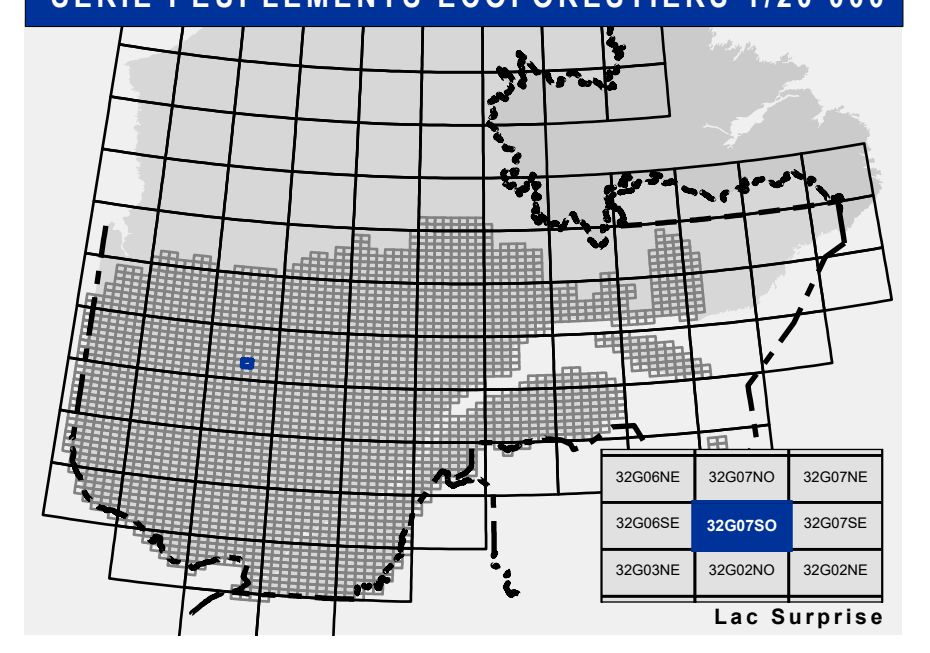 SÉRIE PEUPLEMENTS ÉCOFORESTIERS 1/20 000
32G06NE 32G07NO 32G07NE
32G06SE 32G07SO 32G07SE
32G03NE 32G02NO 32G02NE
Lac Surprise